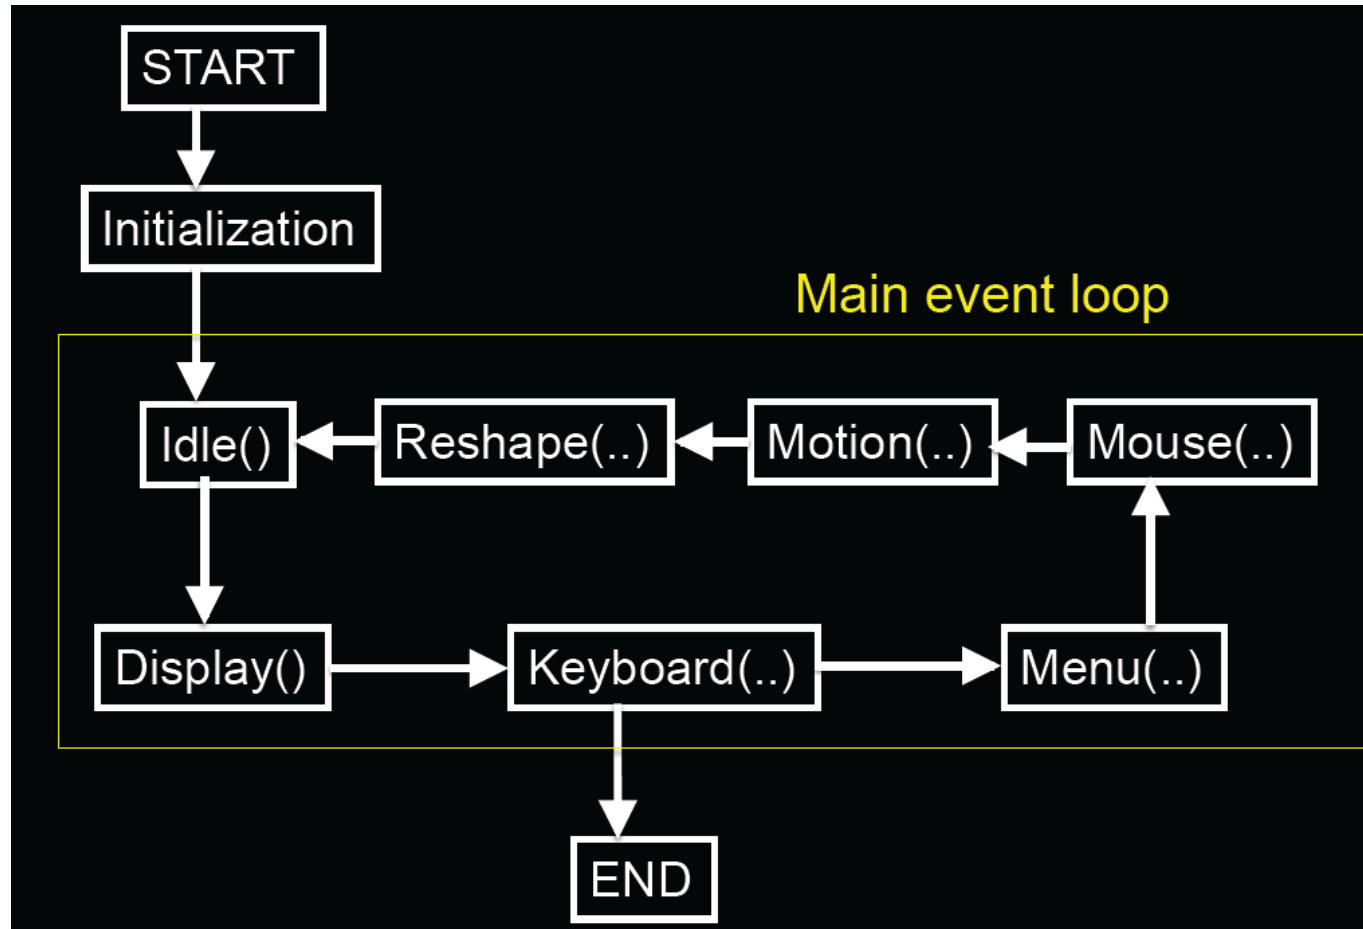 START
Initialization
Main event loop
Idle()
Reshape(..)
Motion(..)
Mouse(..)
Display()
Keyboard(..)
Menu(..)
END